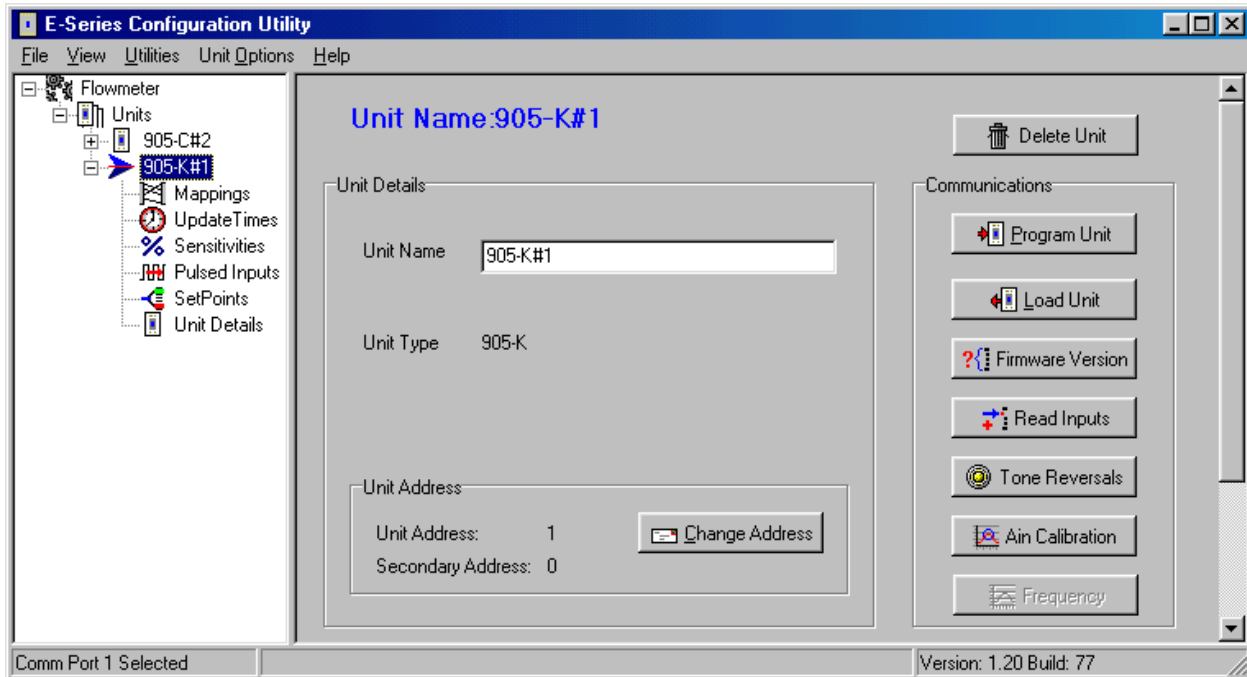 E-Series Configuration Utility
File View Utilities Unit Options Help
Flowmeter
Units
905-C#2
905-K#1
Mappings
UpdateTimes
Sensitivities
Pulsed Inputs
SetPoints
Unit Details
Unit Name:905-K#1
Delete Unit
Unit Details
Unit Name 905-K#1
Unit Type 905-K
Unit Address
Unit Address: 1
Change Address
Secondary Address: 0
Communications
Program Unit
Load Unit
Firmware Version
Read Inputs
Tone Reversals
Ain Calibration
Frequency
Comm Port 1 Selected
Version: 1.20 Build: 77